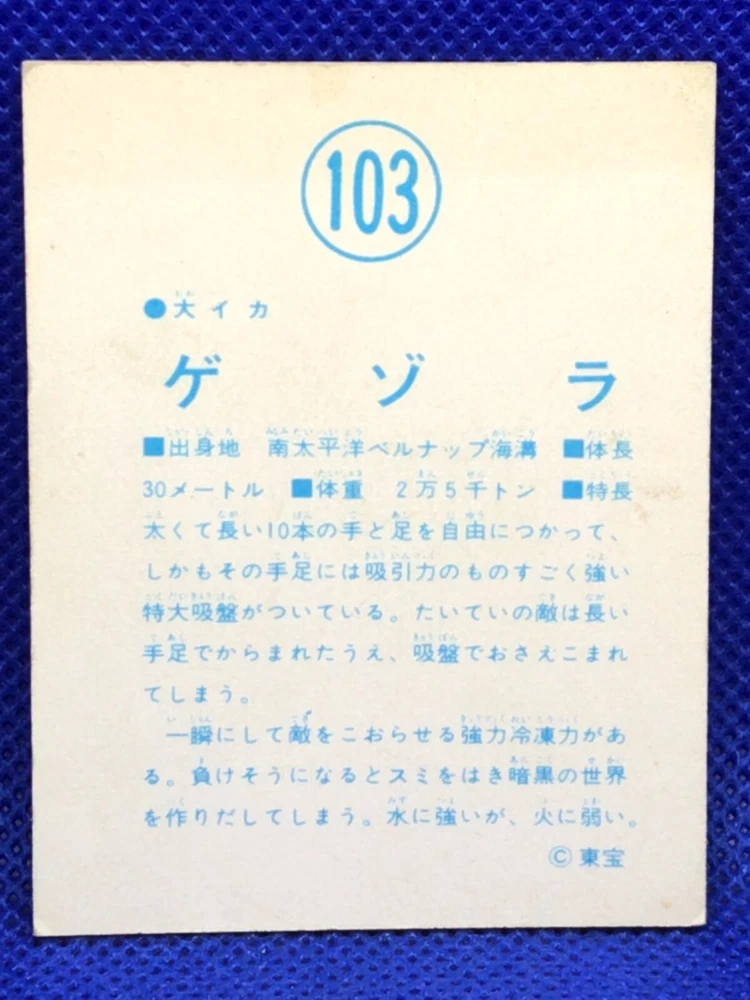 103
●大イカ
ゲゾラ
■出身地 南太平洋ベルナップ海溝 ■体長
30メートル ■体重 2万5千トン ■特長
太くて長い10本の手と足を自由につかって、
しかもその手足には吸引力のものすごく強い
特大吸盤がついている。たいていの敵は長い
手足でからまれたうえ、吸盤でおさえこまれ
てしまう。
一瞬にして敵をこおらせる強力冷凍力があ
る。負けそうになるとスミをはき暗黒の世界
を作りだしてしまう。水に強いが、火に弱い。
©東宝